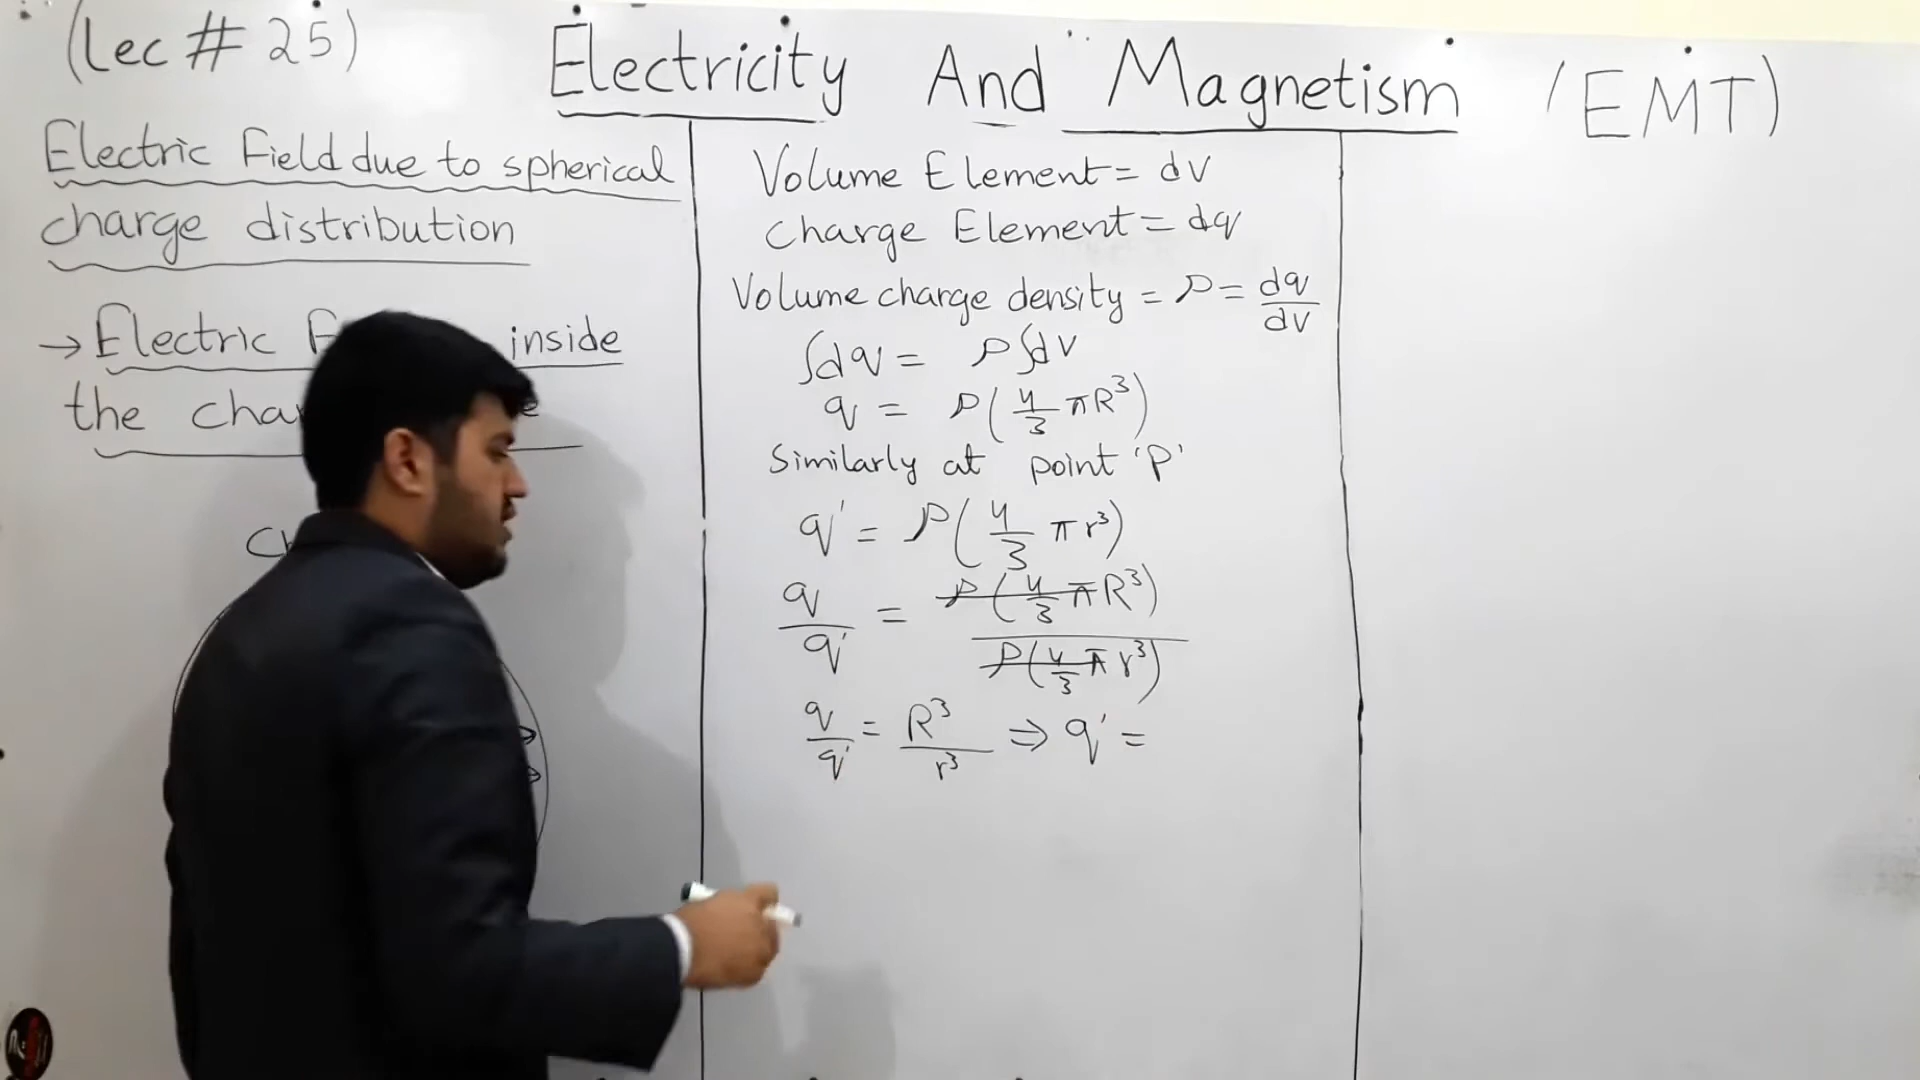 (Lec # 25)
Electricity And Magnetism (EMT)
Electric Field due to spherical
charge distribution
→ Electric inside
the
Volume Element = dv
Charge Element = dq
Volume charge density = ρ = dq/dv
∫dq = ρ∫dv
q = ρ(4/3 πR³)
Similarly at point 'P'
q' = ρ(4/3 πr³)
q/q' = ρ(4/3 πR³)/ρ(4/3 πr³)
q/q' = R³/r³ ⇒ q' =